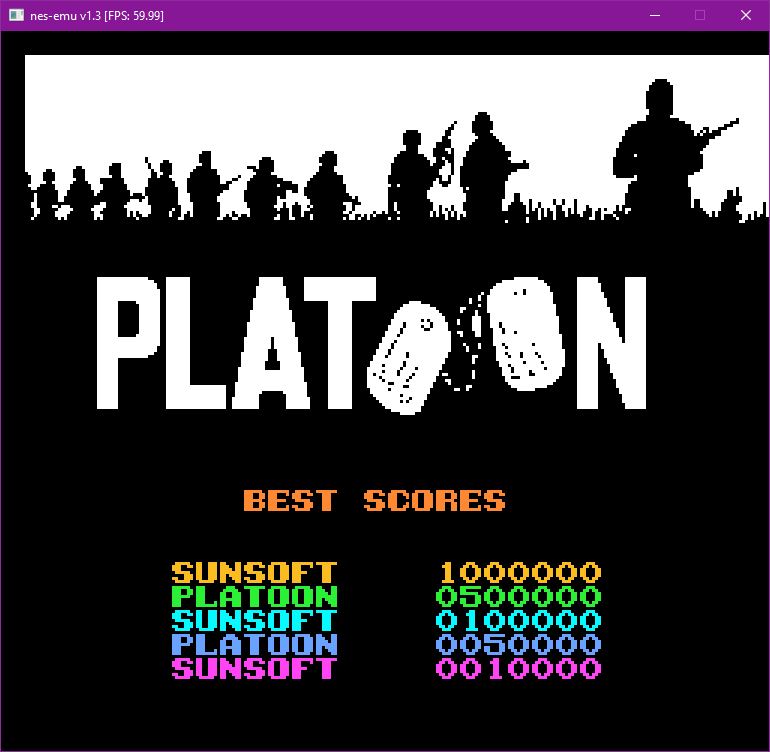 nes-emu v1.3 [FPS: 59.99]
PLATOON
BEST SCORES
SUNSOFT 1000000
PLATOON 0500000
SUNSOFT 0100000
PLATOON 0050000
SUNSOFT 0010000